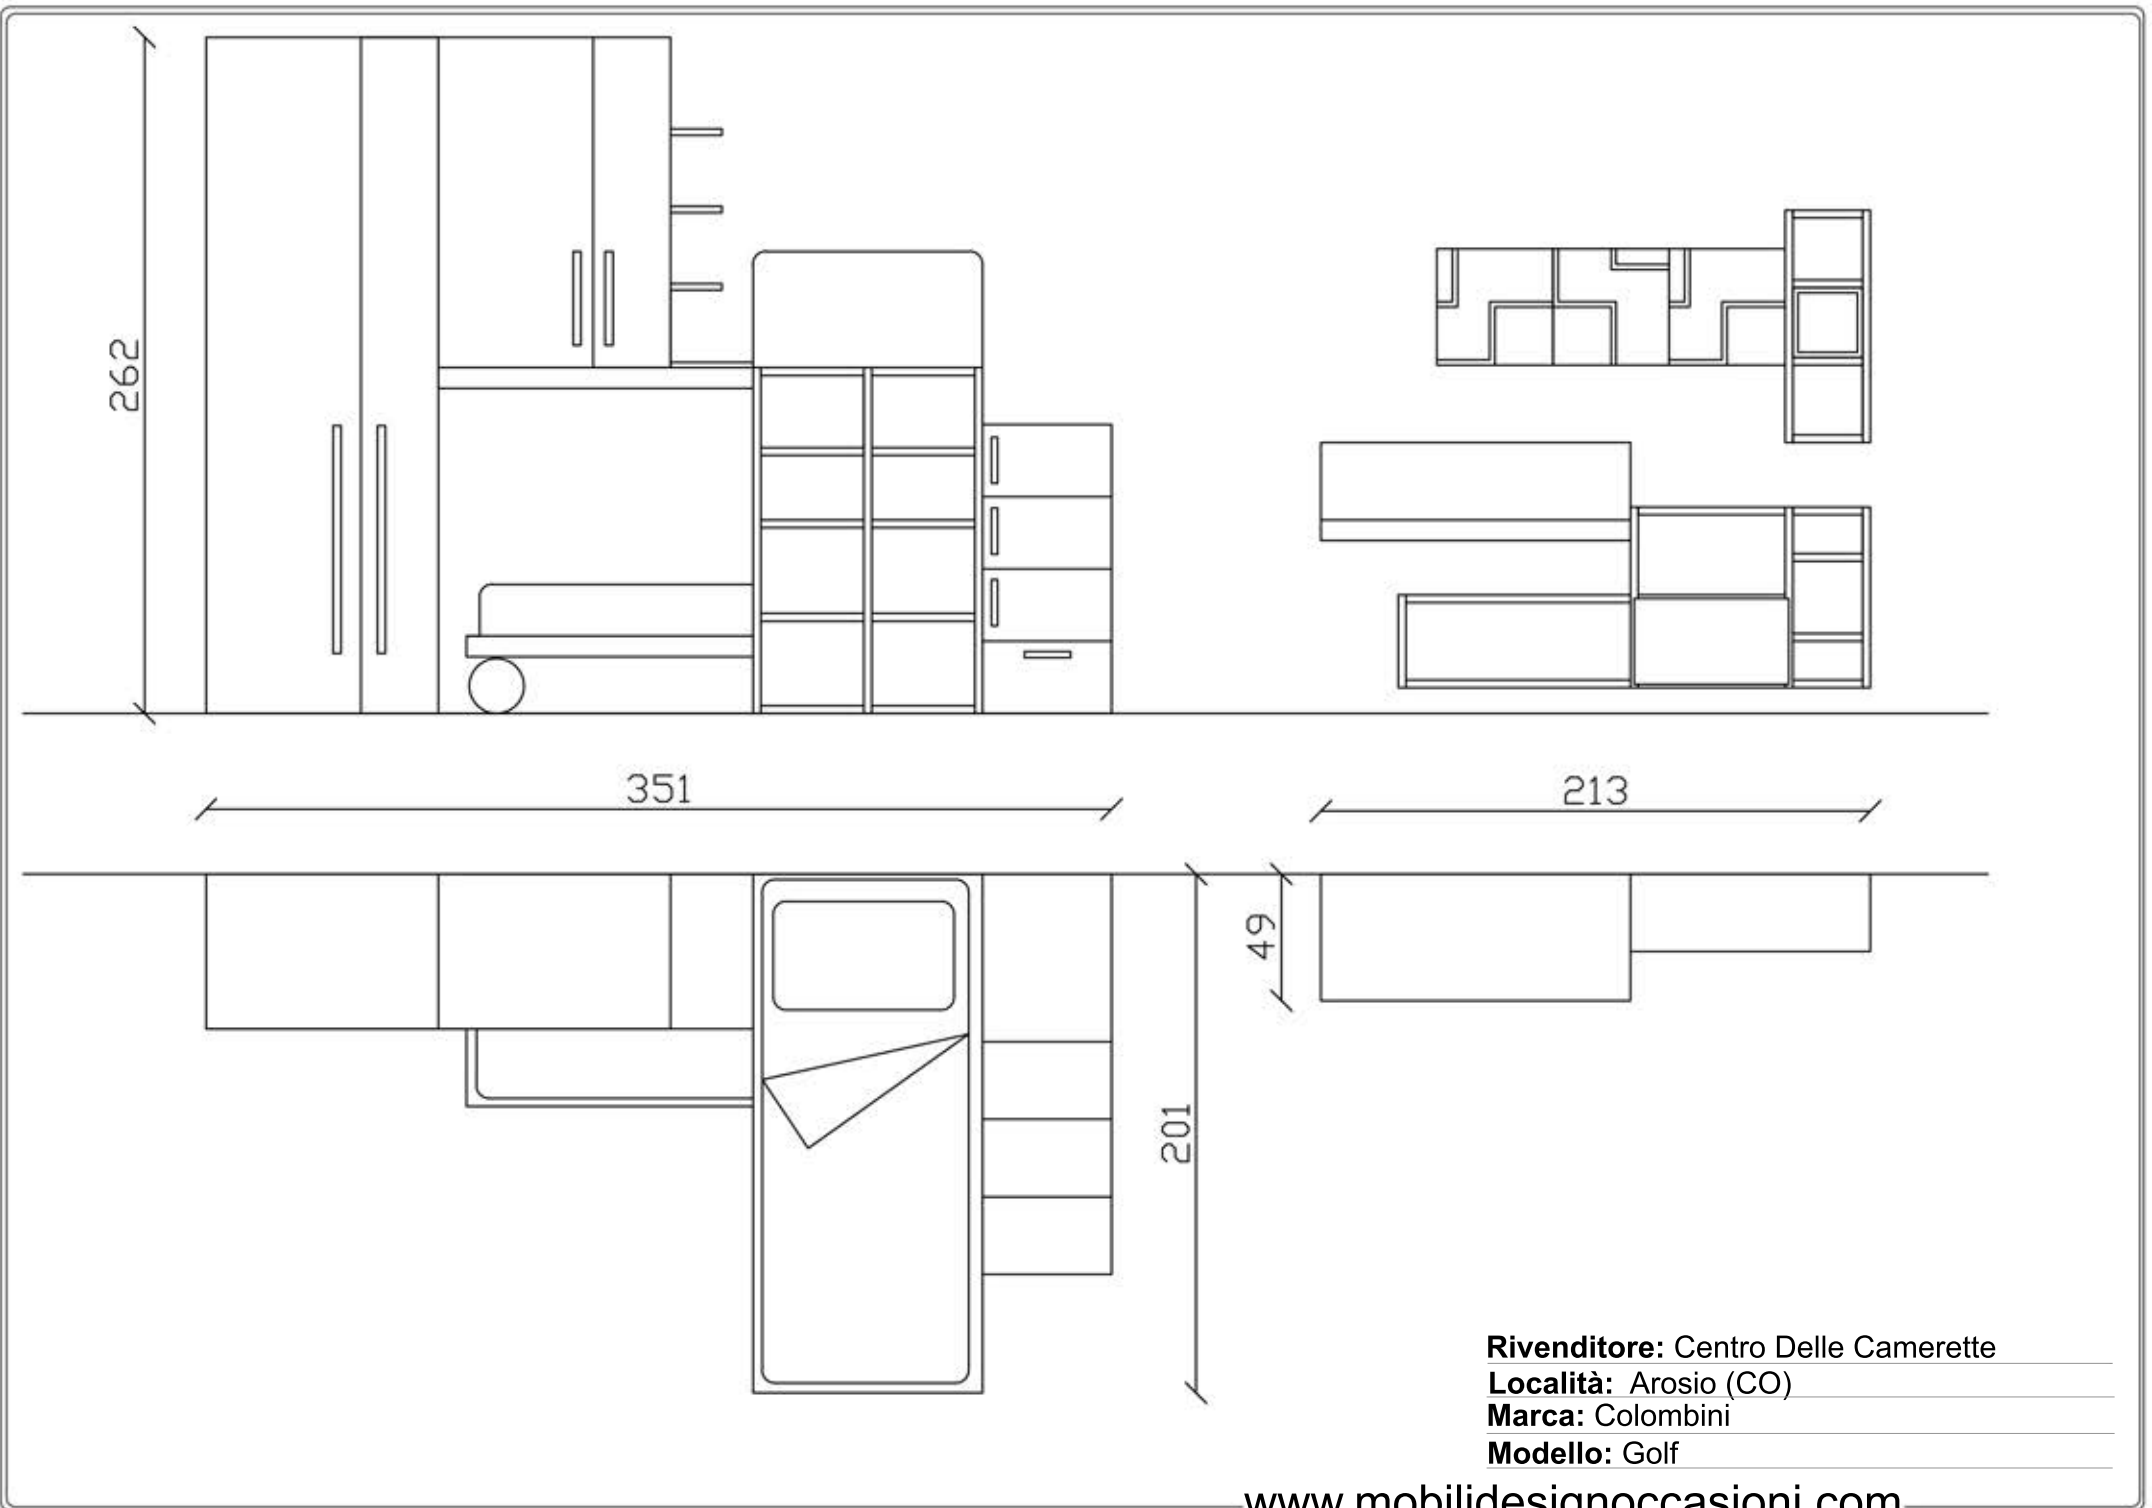 262
351
213
49
201
Rivenditore: Centro Delle Camerette
Località: Arosio (CO)
Marca: Colombini
Modello: Golf
www.mobilidesignoccasioni.com